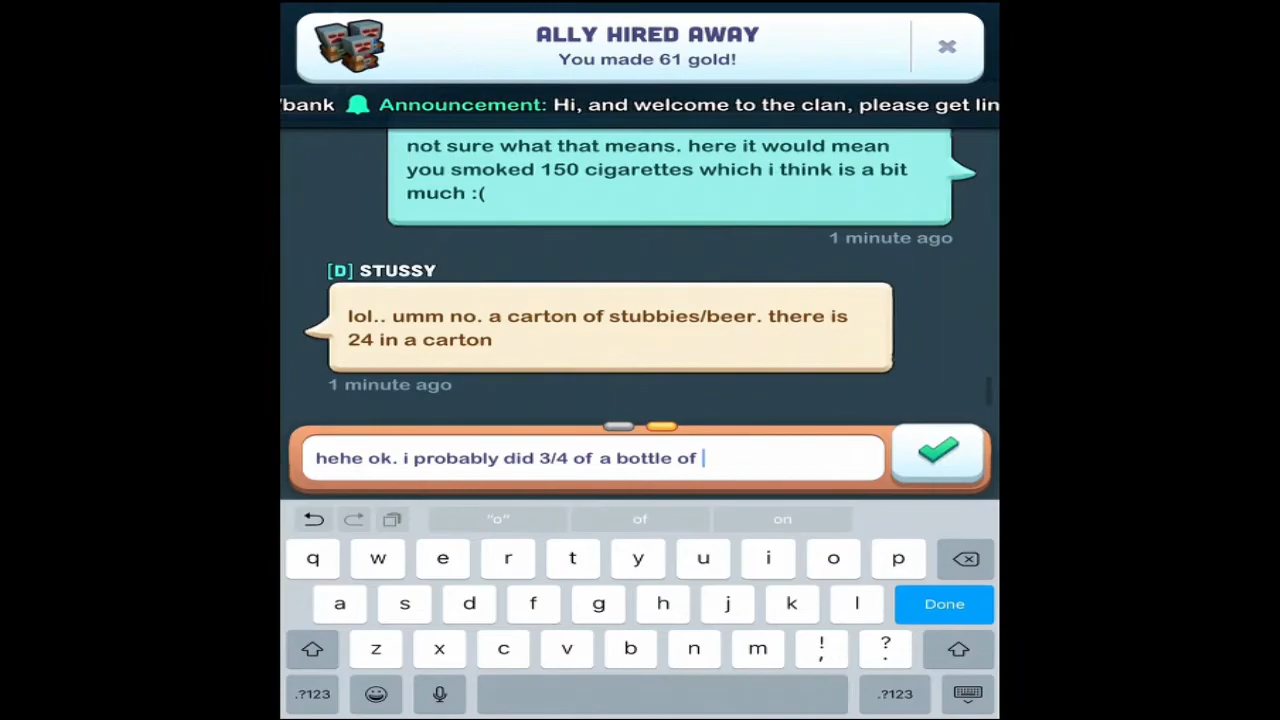 ALLY HIRED AWAY
You made 61 gold!
/bank Announcement: Hi, and welcome to the clan, please get lin
not sure what that means. here it would mean
you smoked 150 cigarettes which i think is a bit
much :(
1 minute ago
[D] STUSSY
lol.. umm no. a carton of stubbies/beer. there is
24 in a carton
1 minute ago
hehe ok. i probably did 3/4 of a bottle of
"o" of on
q w e r t y u i o p
a s d f g h j k l Done
z x c v b n m ! , ? .
.?123 .?123